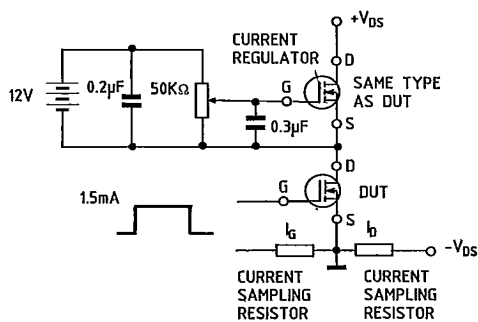 +VDS
CURRENT
REGULATOR
D
G
SAME TYPE
AS DUT
12V
0.2µF
50KΩ
0.3µF
S
D
G
DUT
1.5mA
S
IG
ID
-VDS
CURRENT
SAMPLING
RESISTOR
CURRENT
SAMPLING
RESISTOR